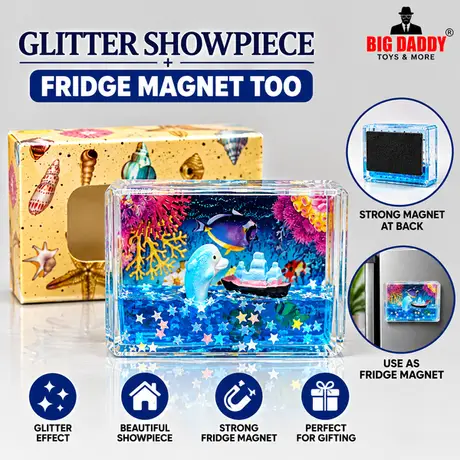 GLITTER SHOWPIECE
+
FRIDGE MAGNET TOO
BIG DADDY®
TOYS & MORE
STRONG MAGNET
AT BACK
USE AS
FRIDGE MAGNET
GLITTER
EFFECT
BEAUTIFUL
SHOWPIECE
STRONG
FRIDGE MAGNET
PERFECT
FOR GIFTING